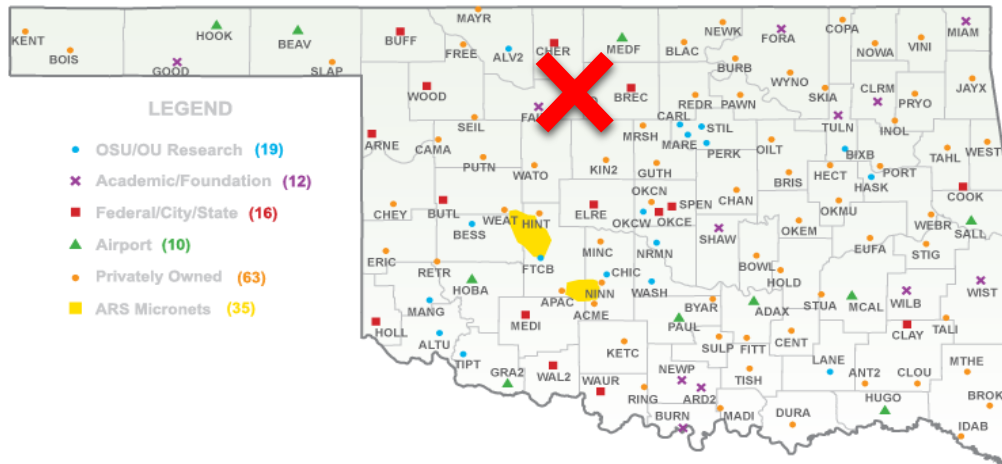 MAYR
NEWK
COPA
KENT
HOOK
BEAV
BUFF
FREE
ALV2
CHER
MEDF
BLAC
FORA
NOWA
VINI
MIAM
BOIS
GOOD
SLAP
BURB
WYNO
WOOD
BREC
REDR
PAWN
SKIA
CLRM
PRYO
JAYX
LEGEND
OSU/OU Research (19)
Academic/Foundation (12)
Federal/City/State (16)
Airport (10)
Privately Owned (63)
ARS Micronets (35)
SEIL
CARL
STIL
TULN
INOL
ARNE
CAMA
MRSH
MARE
PERK
OILT
BIXB
TAHL
WEST
PUTN
WATO
KIN2
GUTH
BRIS
HECT
HASK
PORT
CHEY
BUTL
WEAT
HINT
ELRE
OKCN
OKCW
OKCE
SPEN
CHAN
OKMU
COOK
BESS
MINC
NRMN
SHAW
OKEM
EUFA
WEBR
STIG
SALL
ERIC
RETR
FTCB
CHIC
WASH
BOWL
HOLD
HOBA
APAC
NINN
ACME
BYAR
ADAX
STUA
MCAL
WILB
WIST
MANG
HOLL
ALTU
MEDI
PAUL
SULP
FITT
CENT
CLAY
TALI
TIPT
GRA2
WAL2
KETC
NEWP
TISH
LANE
ANT2
CLOU
MTHE
WAUR
RING
ARD2
BURN
MADI
DURA
HUGO
BROK
IDAB